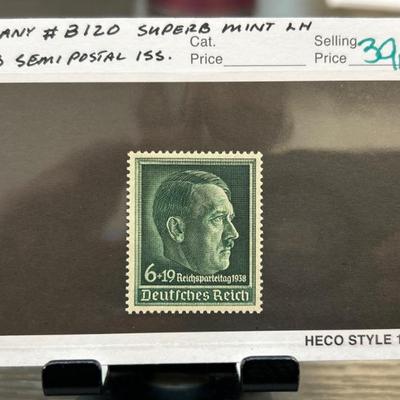 ANY # B120 SUPERB MINT LH
SEMI POSTAL ISS.
Cat.
Price
Selling
Price 39
6+19 Reichsparteitag 1938
Deutsches Reich
HECO STYLE 1